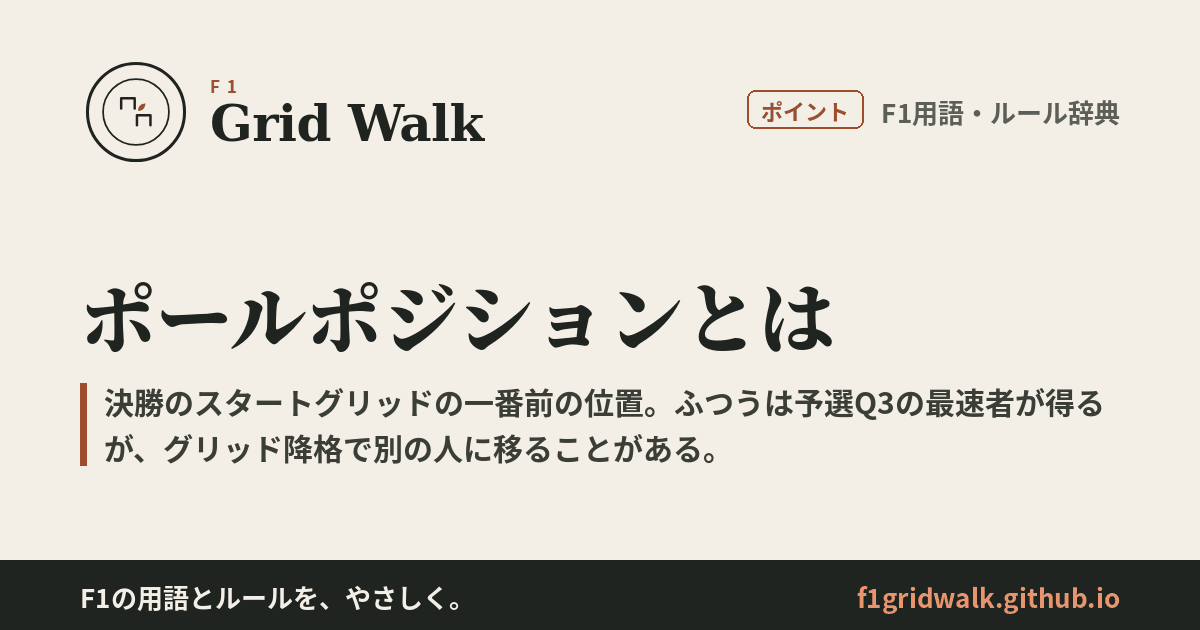 F1
Grid Walk
ポイント
F1用語・ルール辞典
ポールポジションとは
決勝のスタートグリッドの一番前の位置。ふつうは予選Q3の最速者が得る
が、グリッド降格で別の人に移ることがある。
F1の用語とルールを、やさしく。
f1gridwalk.github.io